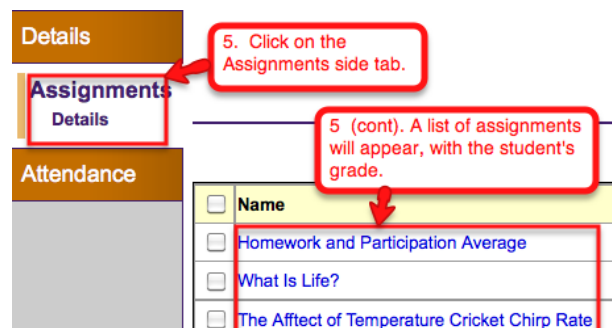 Details
5. Click on the
Assignments side tab.
Assignments
Details
5 (cont). A list of assignments
will appear, with the student's
grade.
Attendance
Name
Homework and Participation Average
What Is Life?
The Afftect of Temperature Cricket Chirp Rate